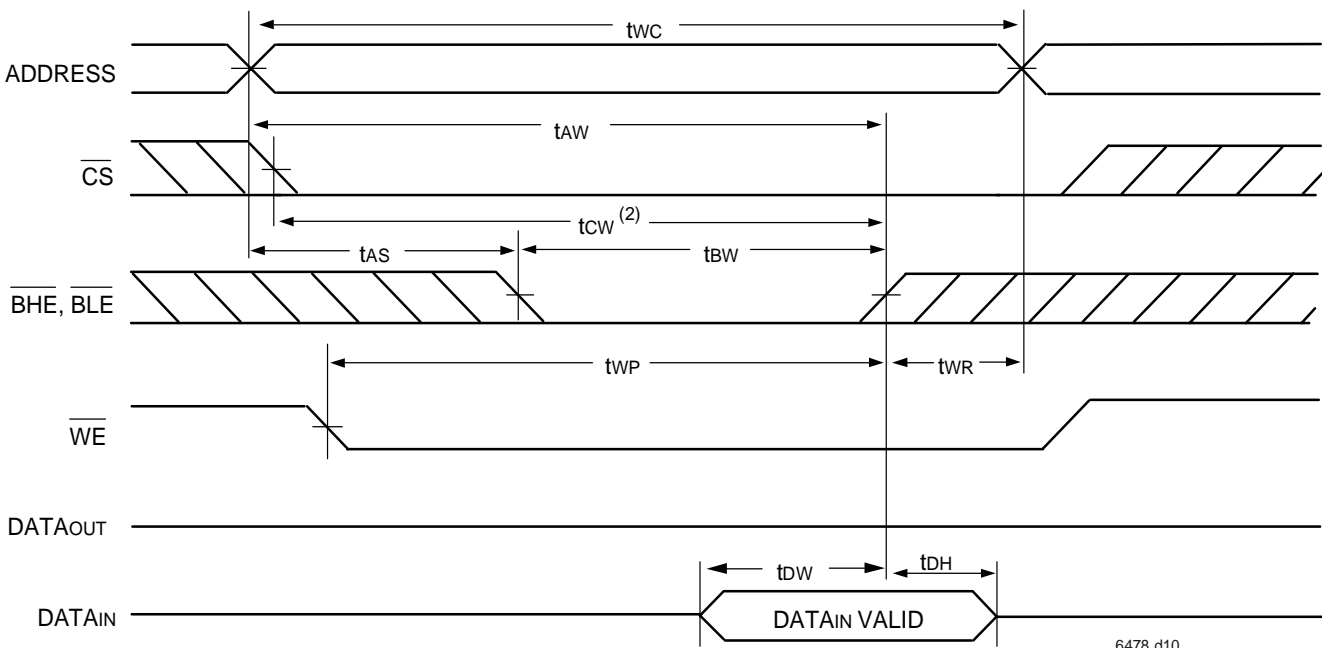 tWC
ADDRESS
tAW
CS
tCW (2)
tAS
tBW
BHE, BLE
tWP
tWR
WE
DATAOUT
tDW
tDH
DATAIN
DATAIN VALID
6478 d10